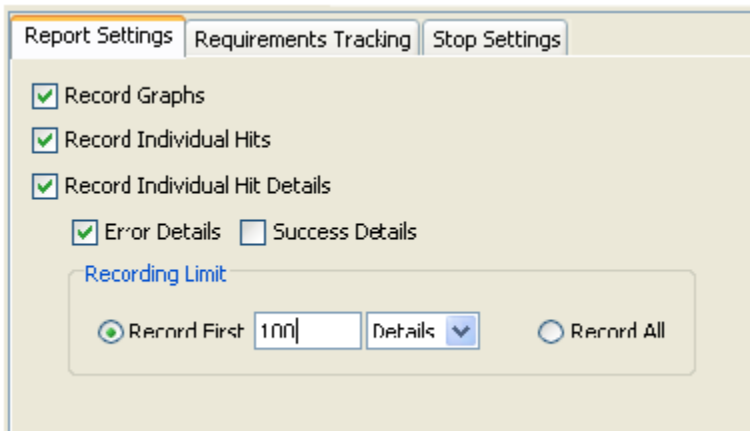 Report Settings Requirements Tracking Stop Settings
Record Graphs
Record Individual Hits
Record Individual Hit Details
Error Details Success Details
Recording Limit
Record First 100 Details Record All